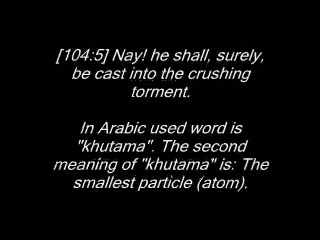 [104:5] Nay! he shall, surely,
be cast into the crushing
torment.
In Arabic used word is
"khutama". The second
meaning of "khutama" is: The
smallest particle (atom).